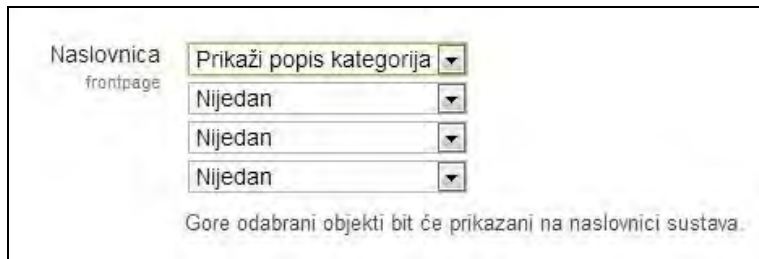 Naslovnica
frontpage
Prikaži popis kategorija
Nijedan
Nijedan
Nijedan
Gore odabrani objekti bit će prikazani na naslovnici sustava.